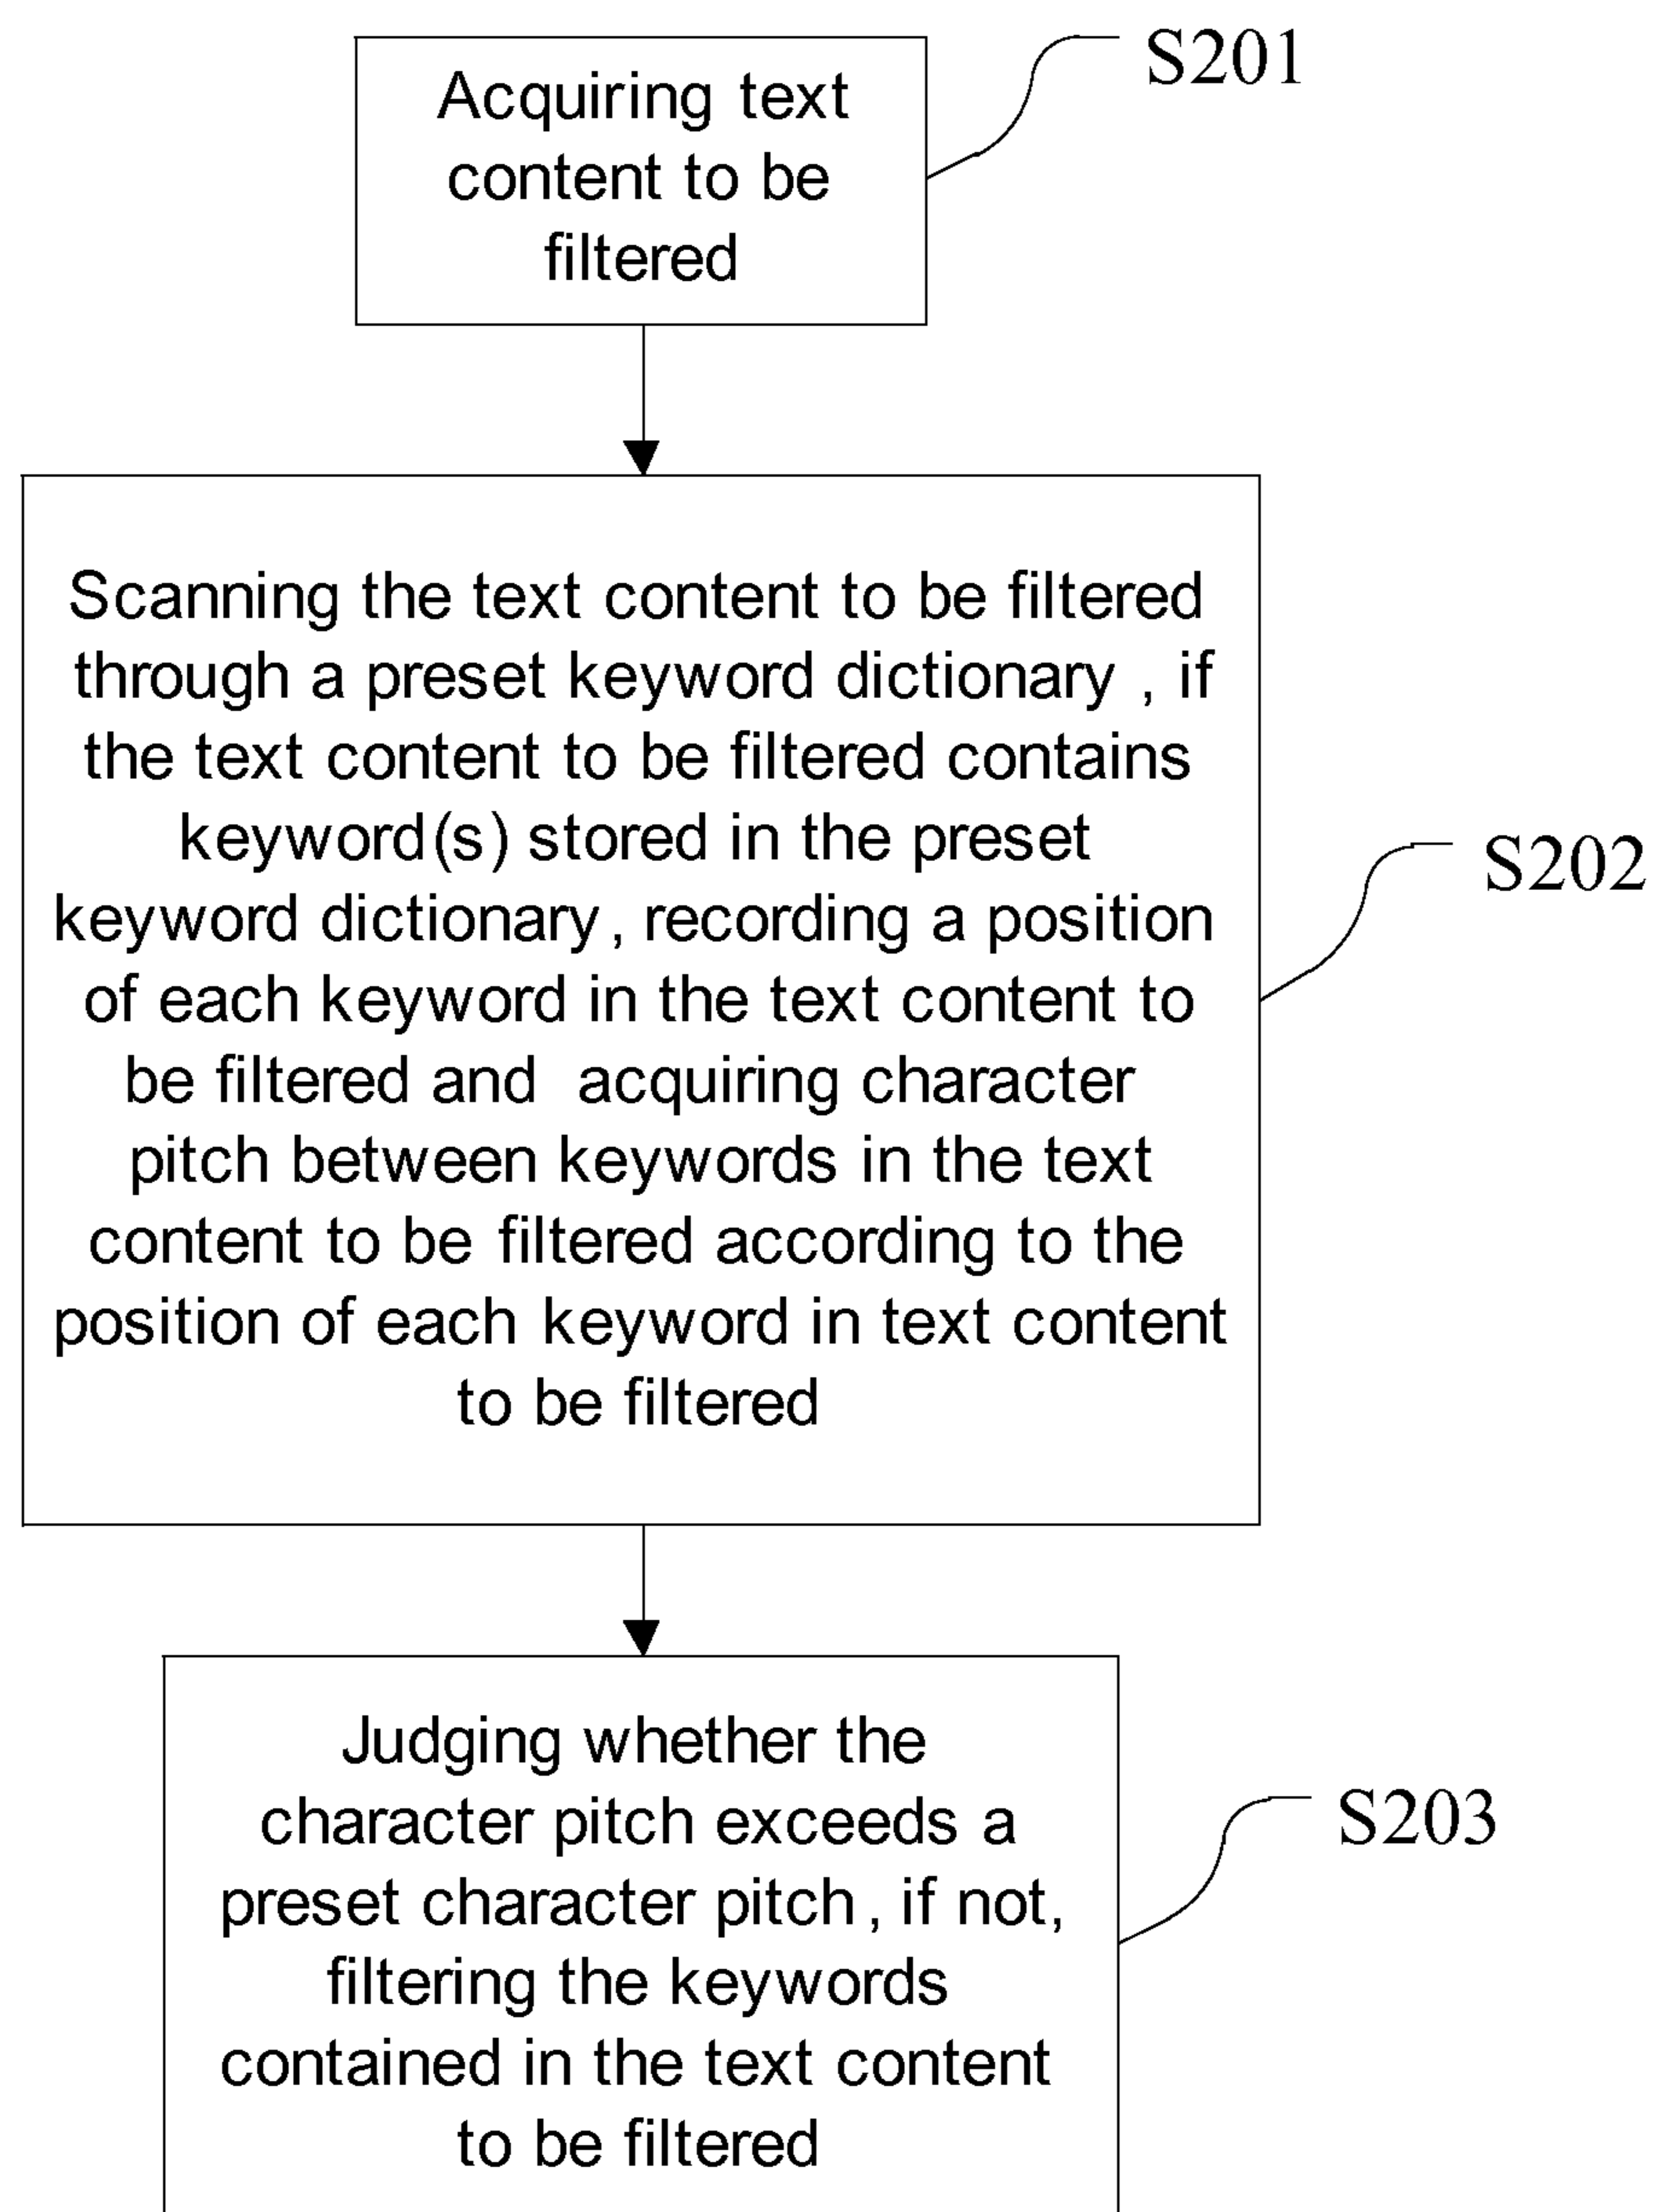 Acquiring text
content to be
filtered
S201
Scanning the text content to be filtered
through a preset keyword dictionary , if
the text content to be filtered contains
keyword(s) stored in the preset
keyword dictionary, recording a position
of each keyword in the text content to
be filtered and acquiring character
pitch between keywords in the text
content to be filtered according to the
position of each keyword in text content
to be filtered
S202
Judging whether the
character pitch exceeds a
preset character pitch, if not,
filtering the keywords
contained in the text content
to be filtered
S203